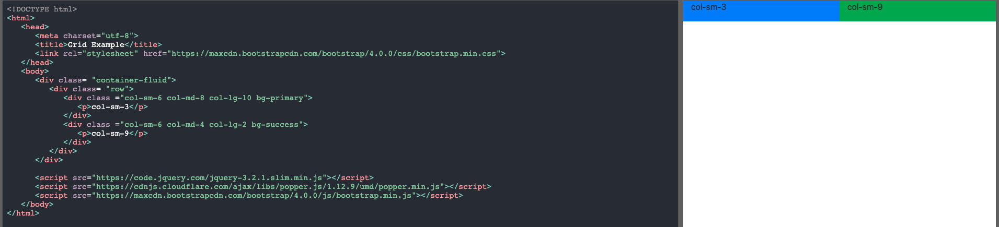 <!DOCTYPE html>
<html>
<head>
<meta charset="utf-8">
<title>Grid Example</title>
<link rel="stylesheet" href="https://maxcdn.bootstrapcdn.com/bootstrap/4.0.0/css/bootstrap.min.css">
</head>
<body>
<div class= "container-fluid">
<div class= "row">
<div class ="col-sm-6 col-md-8 col-lg-10 bg-primary">
<p>col-sm-3</p>
</div>
<div class ="col-sm-6 col-md-4 col-lg-2 bg-success">
<p>col-sm-9</p>
</div>
</div>
</div>
<script src="https://code.jquery.com/jquery-3.2.1.slim.min.js"></script>
<script src="https://cdnjs.cloudflare.com/ajax/libs/popper.js/1.12.9/umd/popper.min.js"></script>
<script src="https://maxcdn.bootstrapcdn.com/bootstrap/4.0.0/js/bootstrap.min.js"></script>
</body>
</html>
col-sm-3
col-sm-9